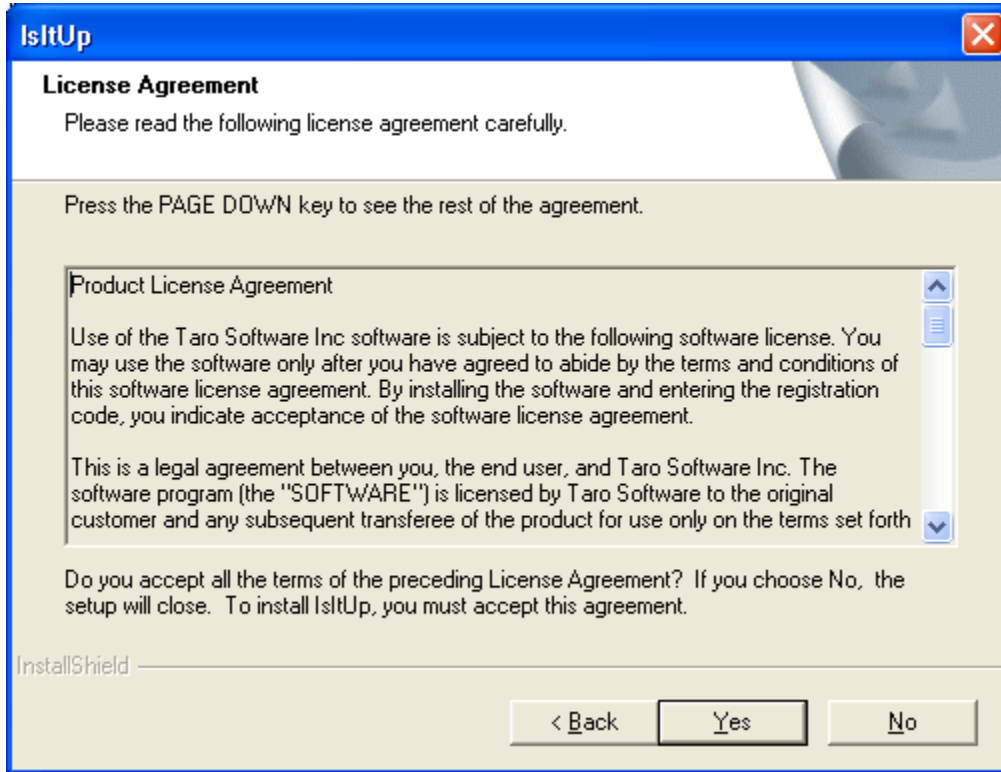 IsItUp
License Agreement
Please read the following license agreement carefully.
Press the PAGE DOWN key to see the rest of the agreement.
Product License Agreement
Use of the Taro Software Inc software is subject to the following software license. You
may use the software only after you have agreed to abide by the terms and conditions of
this software license agreement. By installing the software and entering the registration
code, you indicate acceptance of the software license agreement.
This is a legal agreement between you, the end user, and Taro Software Inc. The
software program (the "SOFTWARE") is licensed by Taro Software to the original
customer and any subsequent transferee of the product for use only on the terms set forth
Do you accept all the terms of the preceding License Agreement?  If you choose No,  the
setup will close.  To install IsItUp, you must accept this agreement.
InstallShield
< Back Yes No